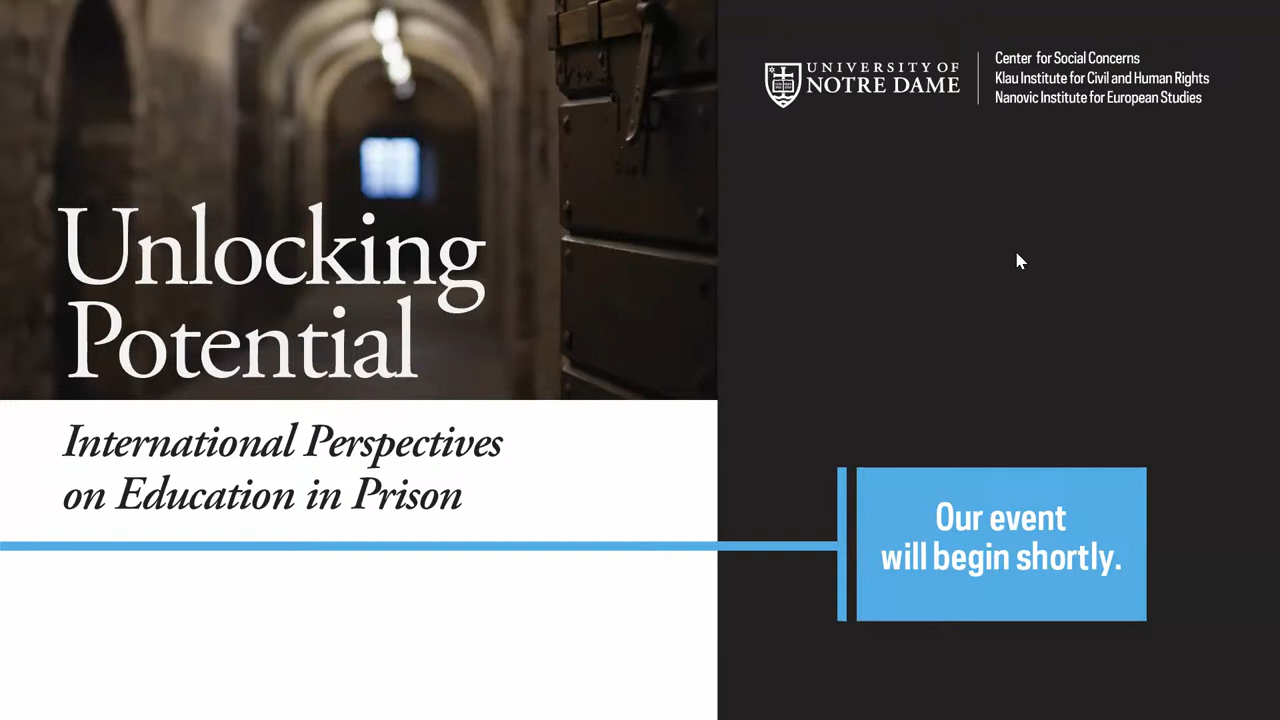 Unlocking
Potential
International Perspectives
on Education in Prison
UNIVERSITY OF
NOTRE DAME
Center for Social Concerns
Klau Institute for Civil and Human Rights
Nanovic Institute for European Studies
Our event
will begin shortly.